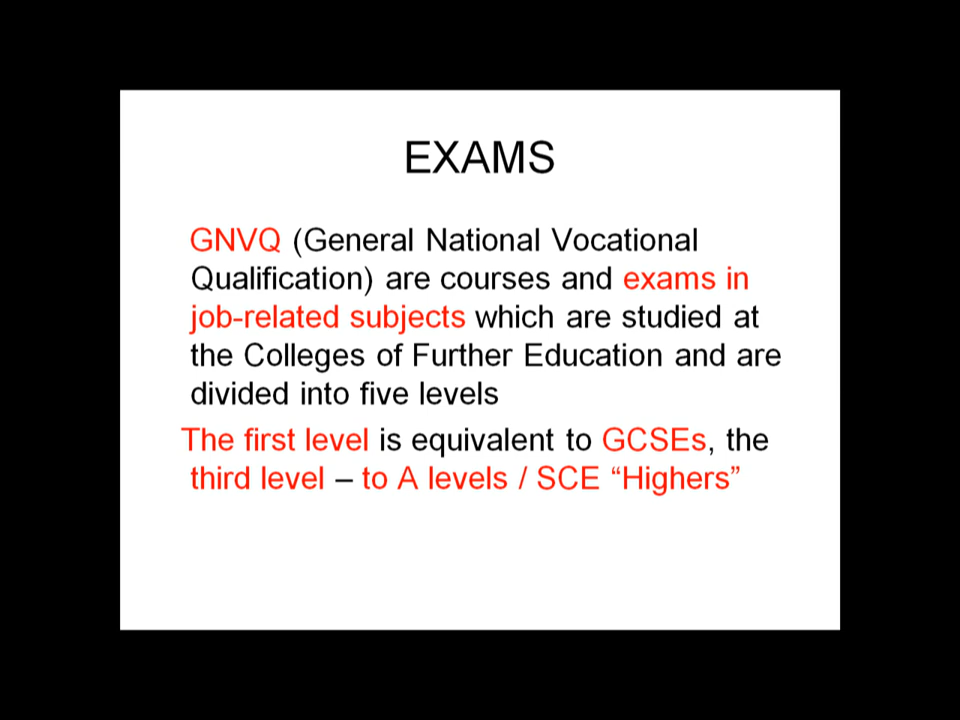 EXAMS
GNVQ (General National Vocational
Qualification) are courses and exams in
job-related subjects which are studied at
the Colleges of Further Education and are
divided into five levels
The first level is equivalent to GCSEs, the
third level – to A levels / SCE “Highers”